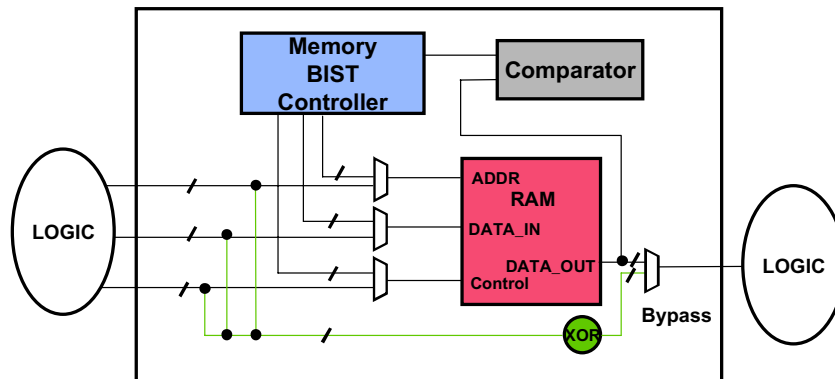 Memory
BIST
Controller
Comparator
LOGIC
ADDR
RAM
DATA_IN
DATA_OUT
Control
XOR
Bypass
LOGIC